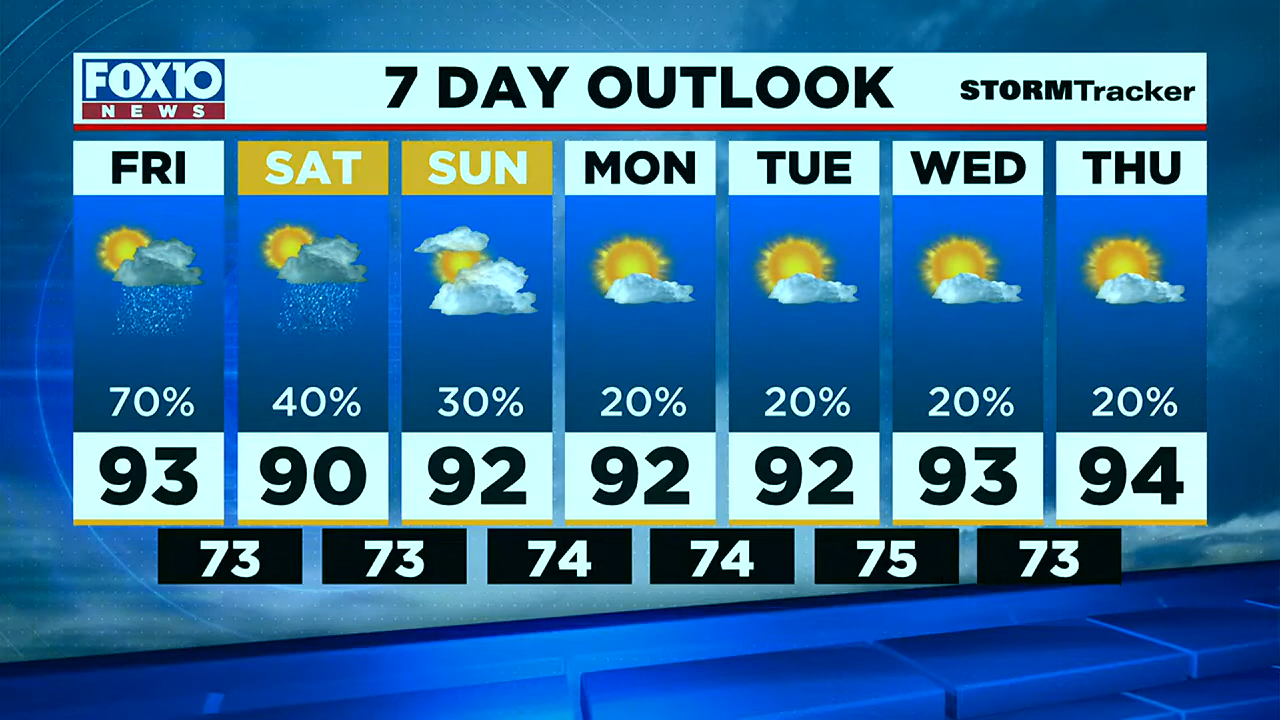 FOX10
NEWS
7 DAY OUTLOOK
STORMTracker
FRI SAT SUN MON TUE WED THU
70% 40% 30% 20% 20% 20% 20%
93 90 92 92 92 93 94
73 73 74 74 75 73